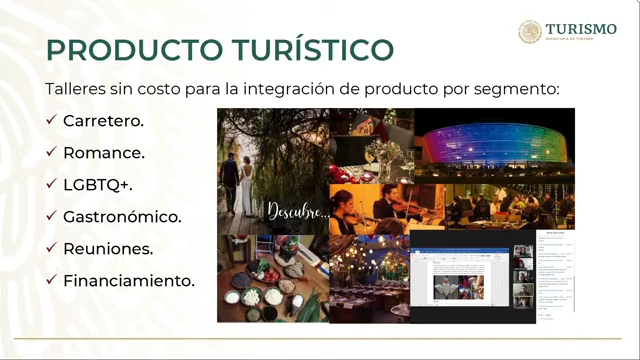 TURISMO
SECRETARÍA DE TURISMO
PRODUCTO TURÍSTICO
Talleres sin costo para la integración de producto por segmento:
Carretero.
Romance.
LGBTQ+.
Gastronómico.
Reuniones.
Financiamiento.
Descubre...